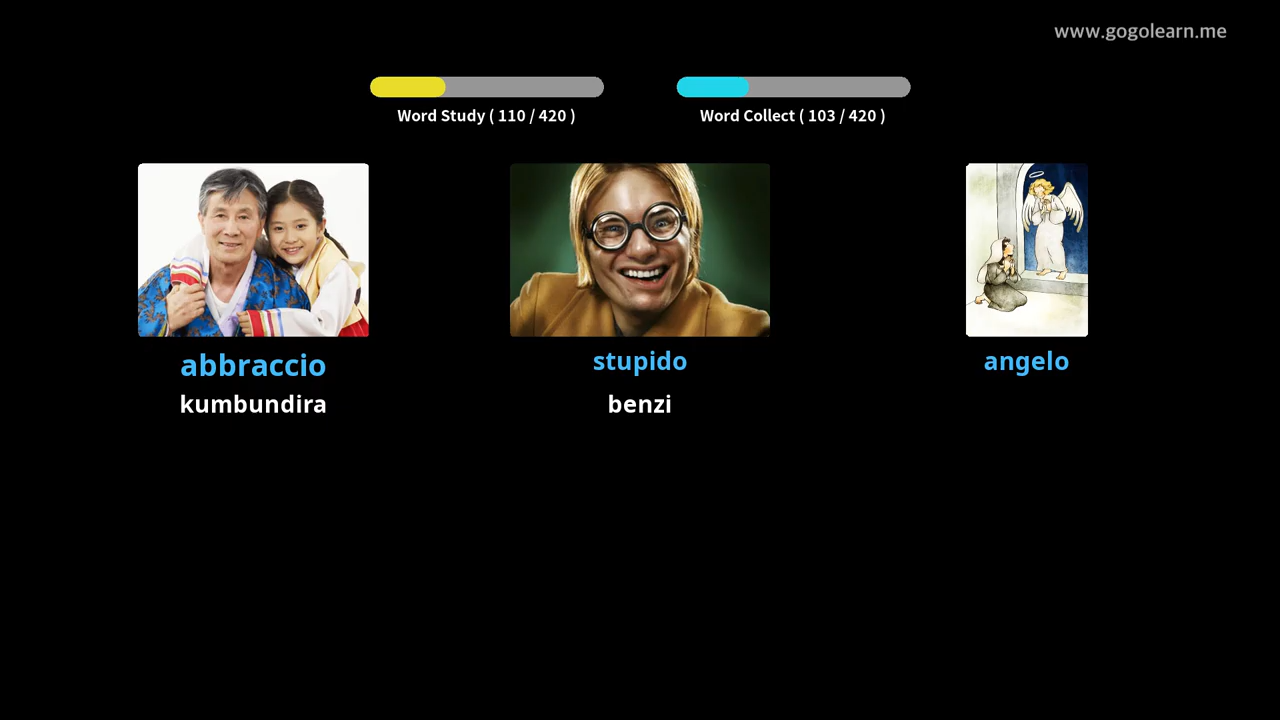 www.gogolearn.me
Word Study ( 110 / 420 )
Word Collect ( 103 / 420 )
abbraccio
stupido
angelo
kumbundira
benzi